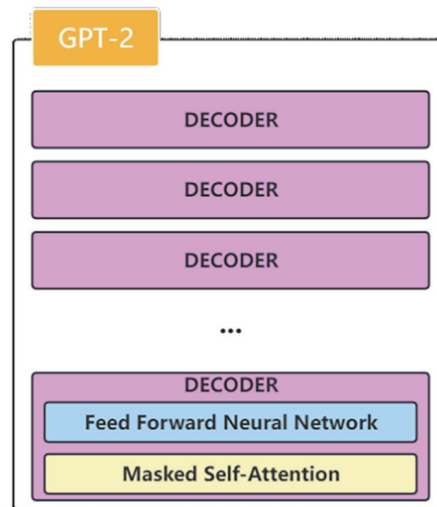 GPT-2
DECODER
DECODER
DECODER
...
DECODER
Feed Forward Neural Network
Masked Self-Attention